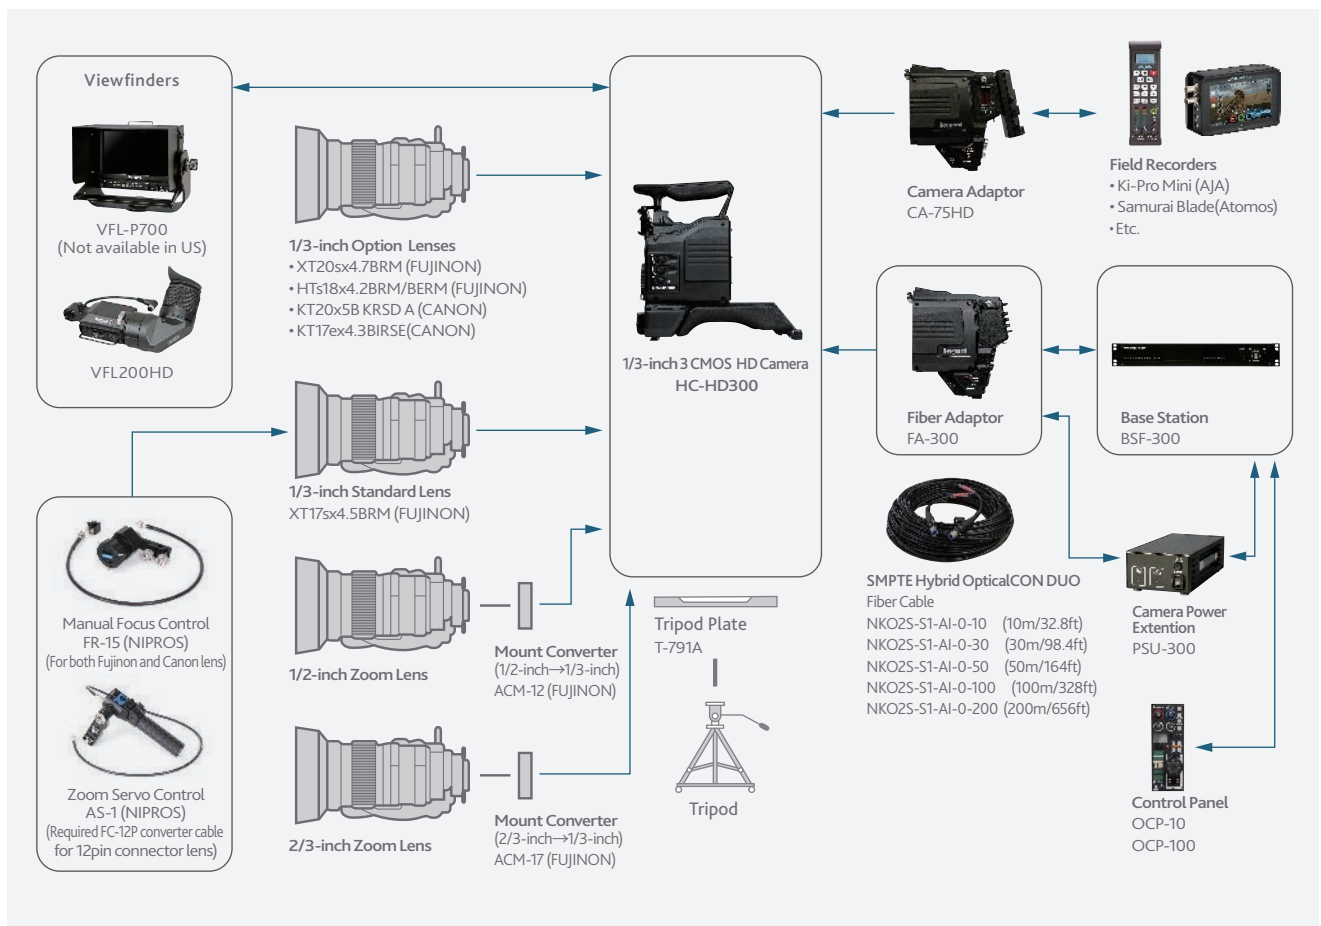 Viewfinders
VFL-P700
(Not available in US)
VFL200HD
Manual Focus Control
FR-15 (NIPROS)
(For both Fujinon and Canon lens)
Zoom Servo Control
AS-1 (NIPROS)
(Required FC-12P converter cable
for 12pin connector lens)
1/3-inch Option Lenses
• XT20sx4.7BRM (FUJINON)
• HTs18x4.2BRM/BERM (FUJINON)
• KT20x5B KRSD A (CANON)
• KT17ex4.3BIRSE(CANON)
1/3-inch Standard Lens
XT17sx4.5BRM (FUJINON)
1/2-inch Zoom Lens
Mount Converter
(1/2-inch→1/3-inch)
ACM-12 (FUJINON)
2/3-inch Zoom Lens
Mount Converter
(2/3-inch→1/3-inch)
ACM-17 (FUJINON)
1/3-inch 3 CMOS HD Camera
HC-HD300
Tripod Plate
T-791A
Tripod
Camera Adaptor
CA-75HD
Field Recorders
• Ki-Pro Mini (AJA)
• Samurai Blade(Atomos)
• Etc.
Fiber Adaptor
FA-300
Base Station
BSF-300
SMPTE Hybrid OpticalCON DUO
Fiber Cable
NKO2S-S1-AI-0-10 (10m/32.8ft)
NKO2S-S1-AI-0-30 (30m/98.4ft)
NKO2S-S1-AI-0-50 (50m/164ft)
NKO2S-S1-AI-0-100 (100m/328ft)
NKO2S-S1-AI-0-200 (200m/656ft)
Camera Power
Extention
PSU-300
Control Panel
OCP-10
OCP-100